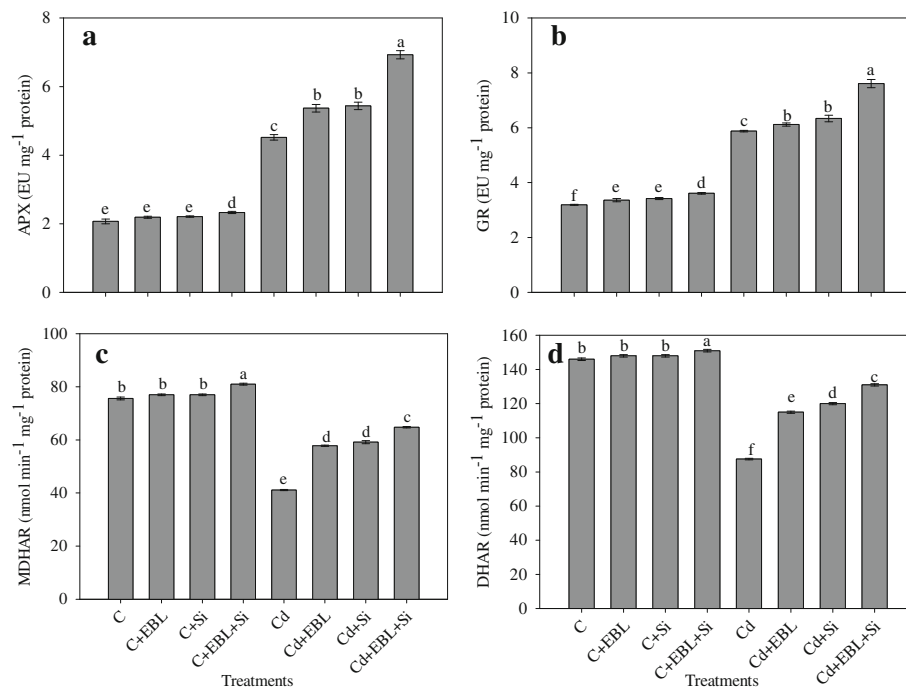 a
8
6
4
2
0
APX (EU mg⁻¹ protein)
e
e
e
d
c
b
b
a
b
10
8
6
4
2
0
GR (EU mg⁻¹ protein)
f
e
e
d
c
b
b
a
c
100
80
60
40
20
0
MDHAR (nmol min⁻¹ mg⁻¹ protein)
b
b
b
a
e
d
d
c
C
C+EBL
C+Si
C+EBL+Si
Cd
Cd+EBL
Cd+Si
Cd+EBL+Si
Treatments
d
160
140
120
100
80
60
40
20
0
DHAR (nmol min⁻¹ mg⁻¹ protein)
b
b
b
a
f
e
d
c
C
C+EBL
C+Si
C+EBL+Si
Cd
Cd+EBL
Cd+Si
Cd+EBL+Si
Treatments